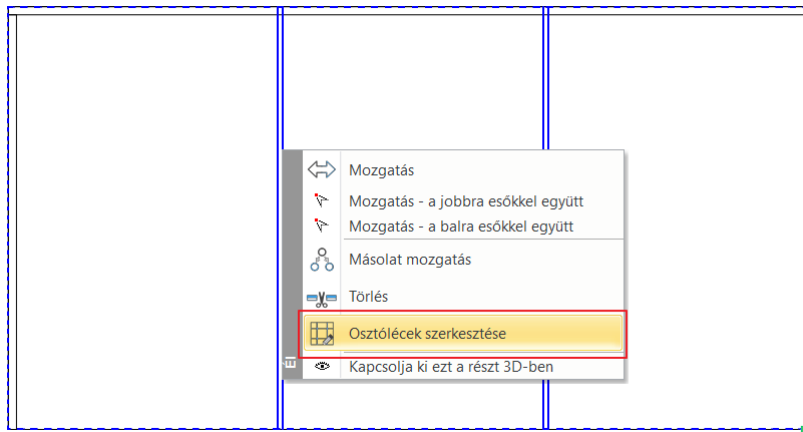 Mozgatás
Mozgatás - a jobbra esőkkel együtt
Mozgatás - a balra esőkkel együtt
Másolat mozgatás
Törlés
Osztólécek szerkesztése
Kapcsolja ki ezt a részt 3D-ben
Él